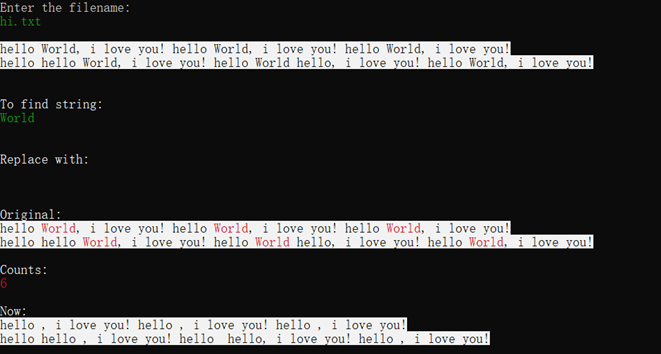 Enter the filename:
hi.txt
hello World, i love you! hello World, i love you! hello World, i love you!
hello hello World, i love you! hello World hello, i love you! hello World, i love you!
To find string:
World
Replace with:
Original:
hello World, i love you! hello World, i love you! hello World, i love you!
hello hello World, i love you! hello World hello, i love you! hello World, i love you!
Counts:
6
Now:
hello , i love you! hello , i love you! hello , i love you!
hello hello , i love you! hello  hello, i love you! hello , i love you!